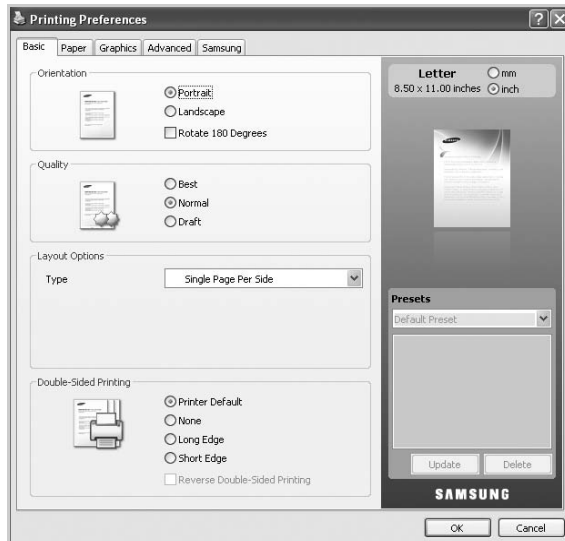 Printing Preferences
Basic Paper Graphics Advanced Samsung
Orientation
Portrait
Landscape
Rotate 180 Degrees
Quality
Best
Normal
Draft
Layout Options
Type Single Page Per Side
Double-Sided Printing
Printer Default
None
Long Edge
Short Edge
Reverse Double-Sided Printing
Letter mm
8.50 x 11.00 inches inch
Presets
Default Preset
Update Delete
SAMSUNG
OK Cancel